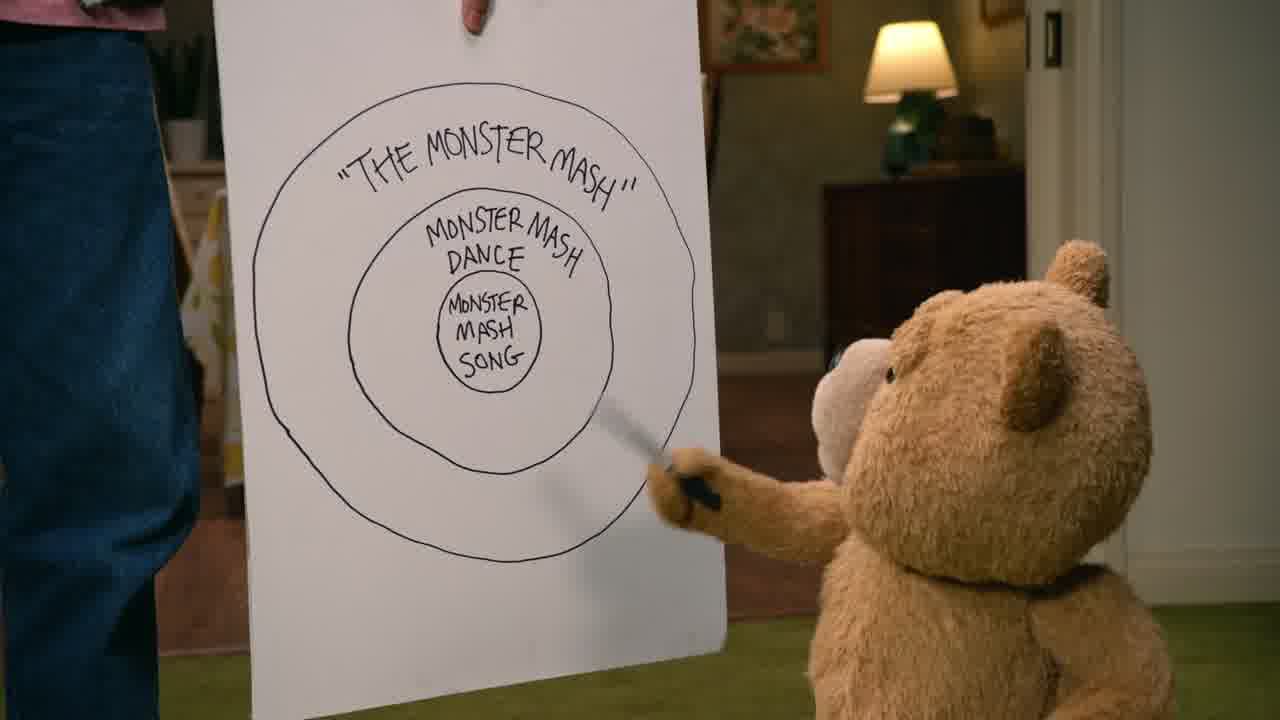 "THE MONSTER MASH"
MONSTER MASH
DANCE
MONSTER
MASH
SONG